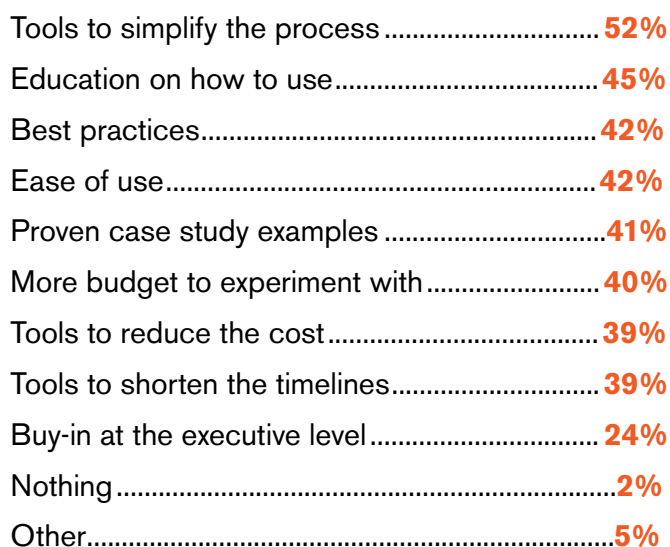 Tools to simplify the process ................................. 52%
Education on how to use ........................................ 45%
Best practices ............................................................ 42%
Ease of use ................................................................. 42%
Proven case study examples .................................. 41%
More budget to experiment with .......................... 40%
Tools to reduce the cost ......................................... 39%
Tools to shorten the timelines ................................ 39%
Buy-in at the executive level ................................... 24%
Nothing ............................................................................ 2%
Other ................................................................................ 5%